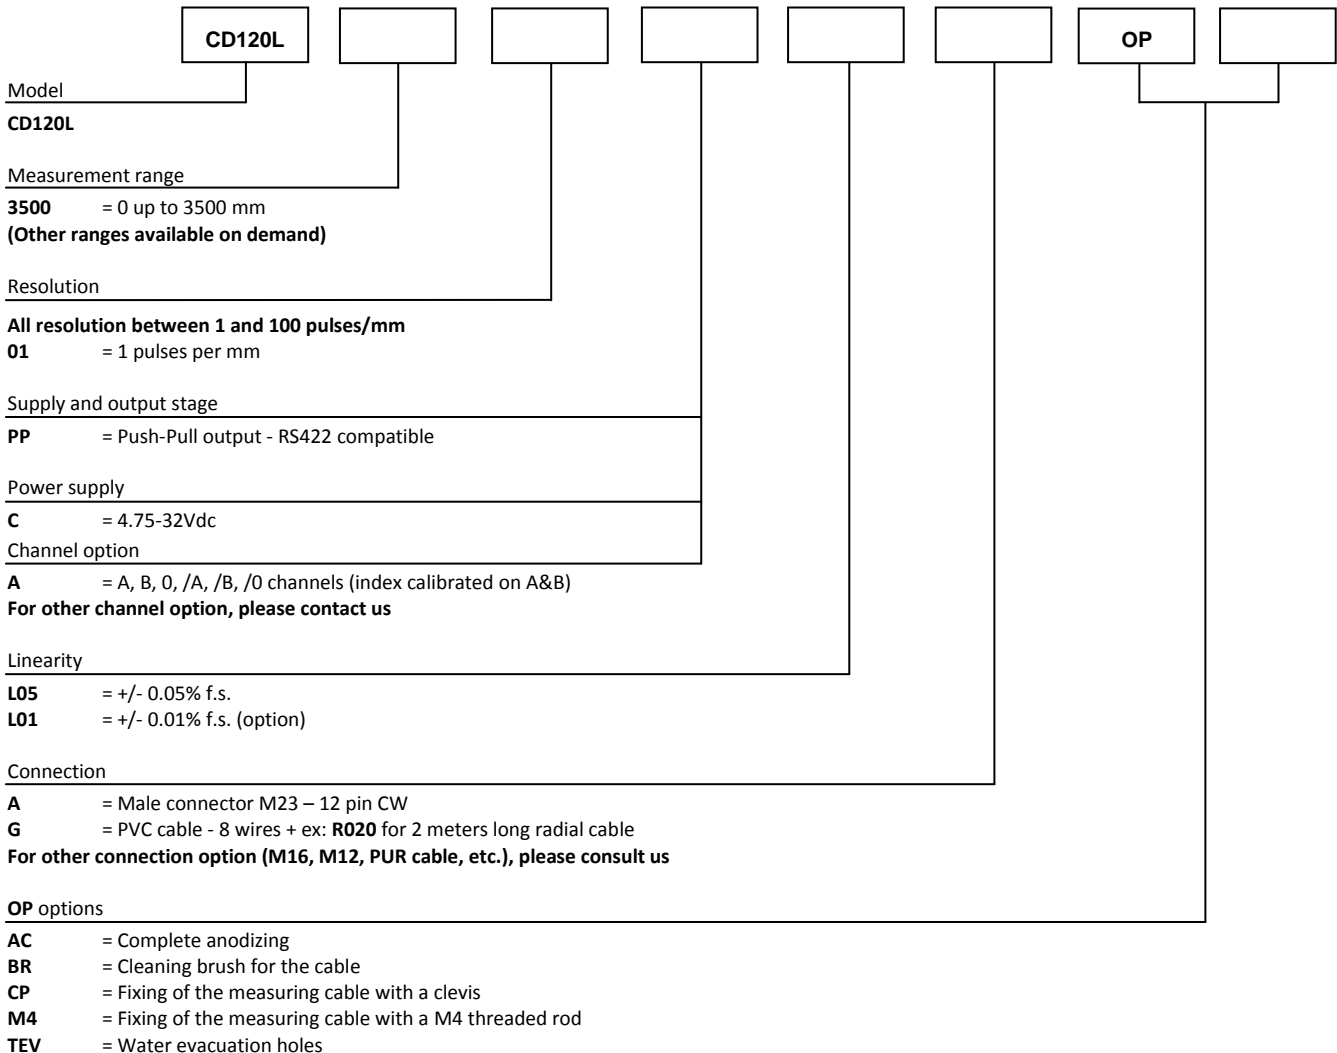 CD120L OP
Model
CD120L
Measurement range
3500 = 0 up to 3500 mm
(Other ranges available on demand)
Resolution
All resolution between 1 and 100 pulses/mm
01 = 1 pulses per mm
Supply and output stage
PP = Push-Pull output - RS422 compatible
Power supply
C = 4.75-32Vdc
Channel option
A = A, B, 0, /A, /B, /0 channels (index calibrated on A&B)
For other channel option, please contact us
Linearity
L05 = +/- 0.05% f.s.
L01 = +/- 0.01% f.s. (option)
Connection
A = Male connector M23 – 12 pin CW
G = PVC cable - 8 wires + ex: R020 for 2 meters long radial cable
For other connection option (M16, M12, PUR cable, etc.), please consult us
OP options
AC = Complete anodizing
BR = Cleaning brush for the cable
CP = Fixing of the measuring cable with a clevis
M4 = Fixing of the measuring cable with a M4 threaded rod
TEV = Water evacuation holes